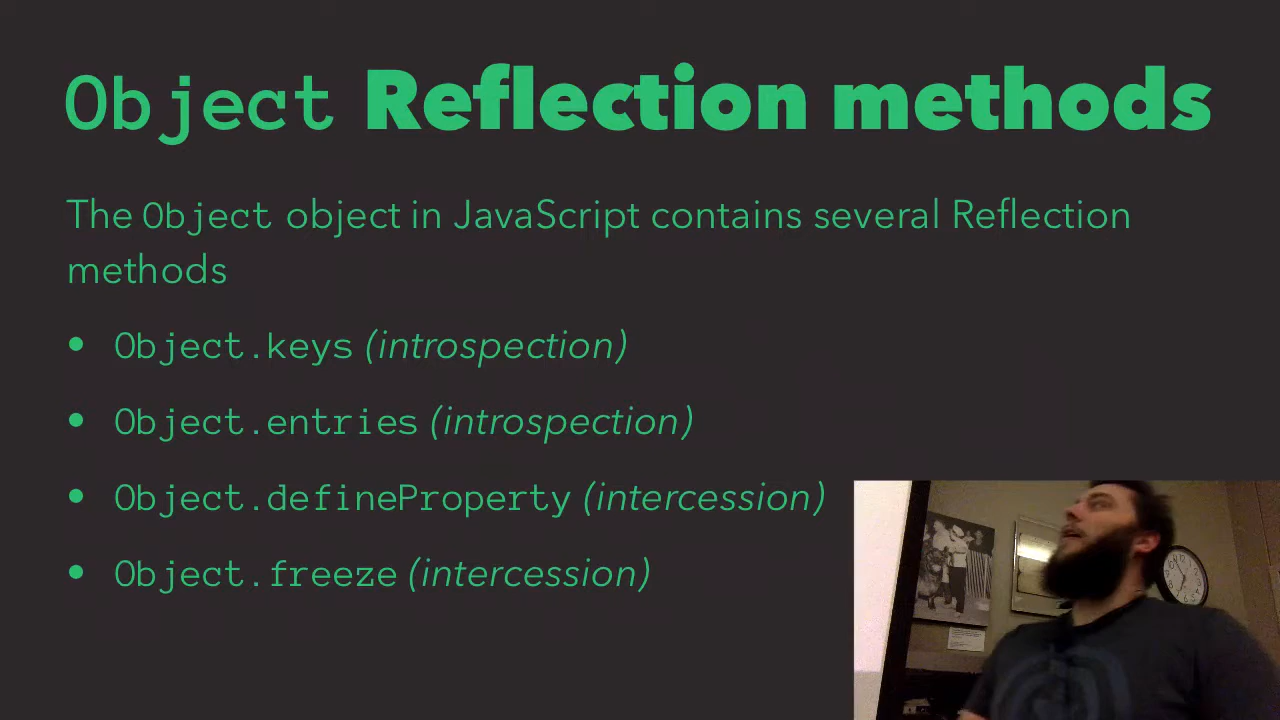 Object Reflection methods
The Object object in JavaScript contains several Reflection
methods
• Object.keys (introspection)
• Object.entries (introspection)
• Object.defineProperty (intercession)
• Object.freeze (intercession)